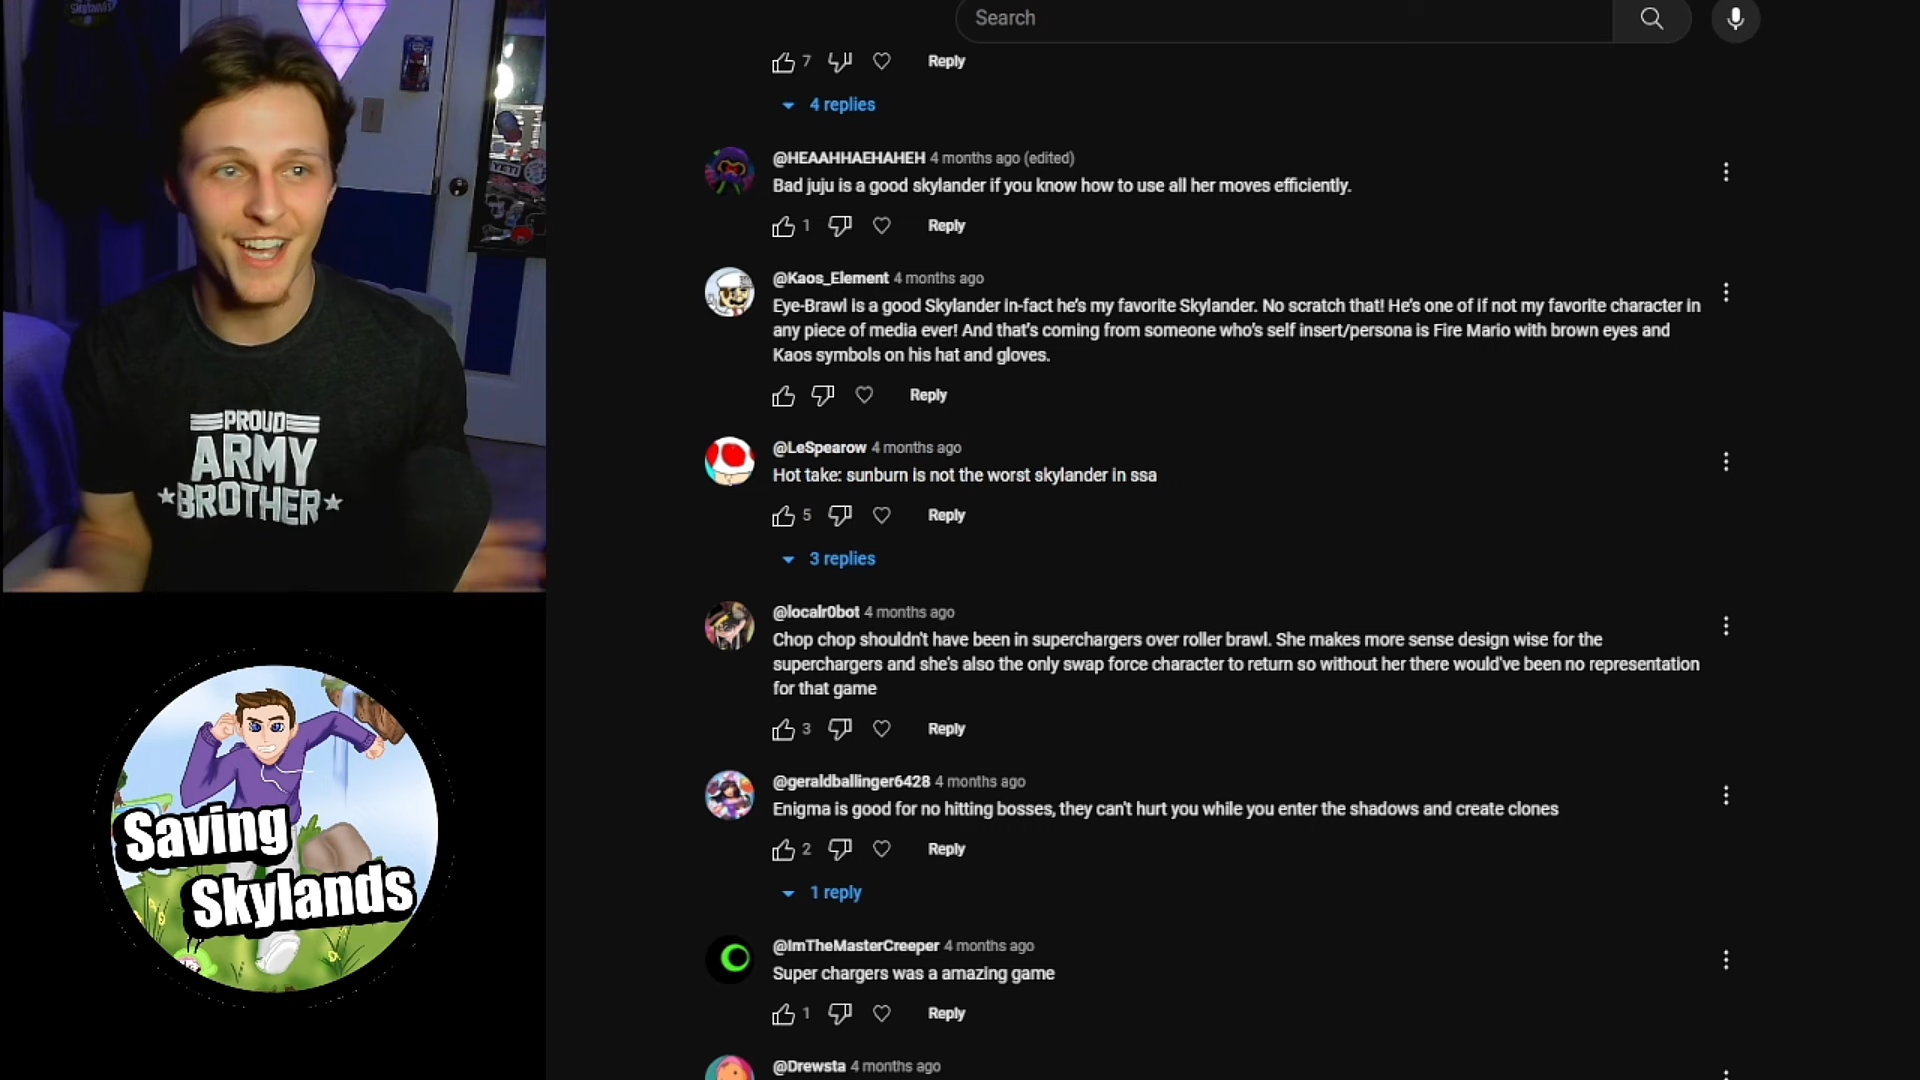 Search
7
Reply
4 replies
@HEAAHHAEHAHEH 4 months ago (edited)
Bad juju is a good skylander if you know how to use all her moves efficiently.
1
Reply
@Kaos_Element 4 months ago
Eye-Brawl is a good Skylander in-fact he's my favorite Skylander. No scratch that! He's one of if not my favorite character in
any piece of media ever! And that's coming from someone who's self insert/persona is Fire Mario with brown eyes and
Kaos symbols on his hat and gloves.
Reply
@LeSpearow 4 months ago
Hot take: sunburn is not the worst skylander in ssa
5
Reply
3 replies
@localr0bot 4 months ago
Chop chop shouldn't have been in superchargers over roller brawl. She makes more sense design wise for the
superchargers and she's also the only swap force character to return so without her there would've been no representation
for that game
3
Reply
@geraldballinger6428 4 months ago
Enigma is good for no hitting bosses, they can't hurt you while you enter the shadows and create clones
2
Reply
1 reply
@ImTheMasterCreeper 4 months ago
Super chargers was a amazing game
1
Reply
@Drewsta 4 months ago
PROUD
ARMY
BROTHER
YETI
Saving
Skylands